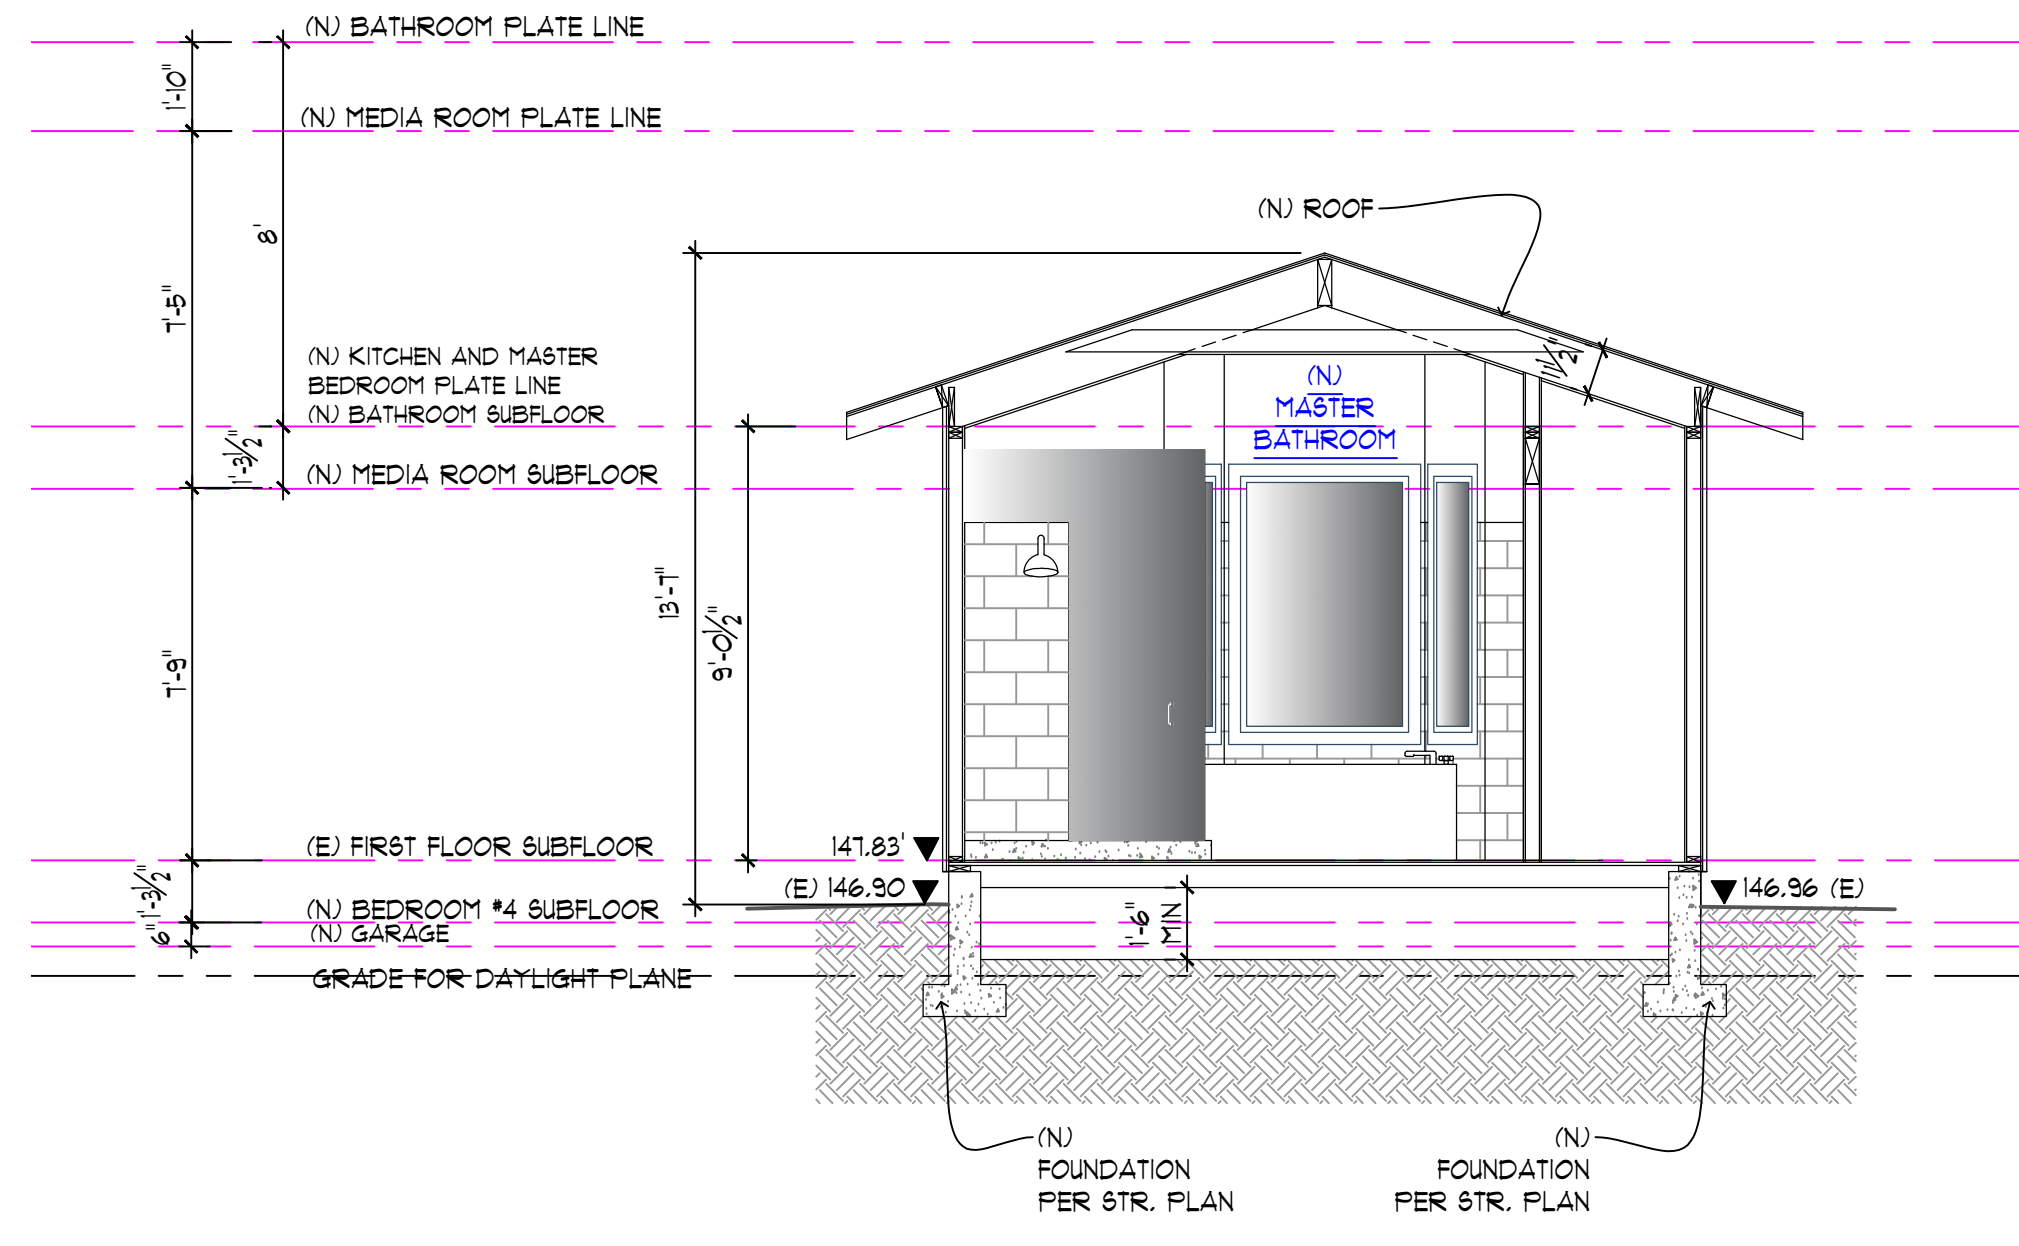 (N) BATHROOM PLATE LINE
1'-10"
(N) MEDIA ROOM PLATE LINE
(N) ROOF
8'
7'-5"
(N) KITCHEN AND MASTER
BEDROOM PLATE LINE
(N) BATHROOM SUBFLOOR
11 1/2"
(N)
MASTER
BATHROOM
1'-3 1/2"
(N) MEDIA ROOM SUBFLOOR
13'-7"
9'-0 1/2"
7'-9"
(E) FIRST FLOOR SUBFLOOR
147.83'
(E) 146.90
146.96 (E)
1'-3 1/2"
(N) BEDROOM #4 SUBFLOOR
6"
(N) GARAGE
1'-6"
MIN
GRADE FOR DAYLIGHT PLANE
(N)
FOUNDATION
PER STR. PLAN
(N)
FOUNDATION
PER STR. PLAN